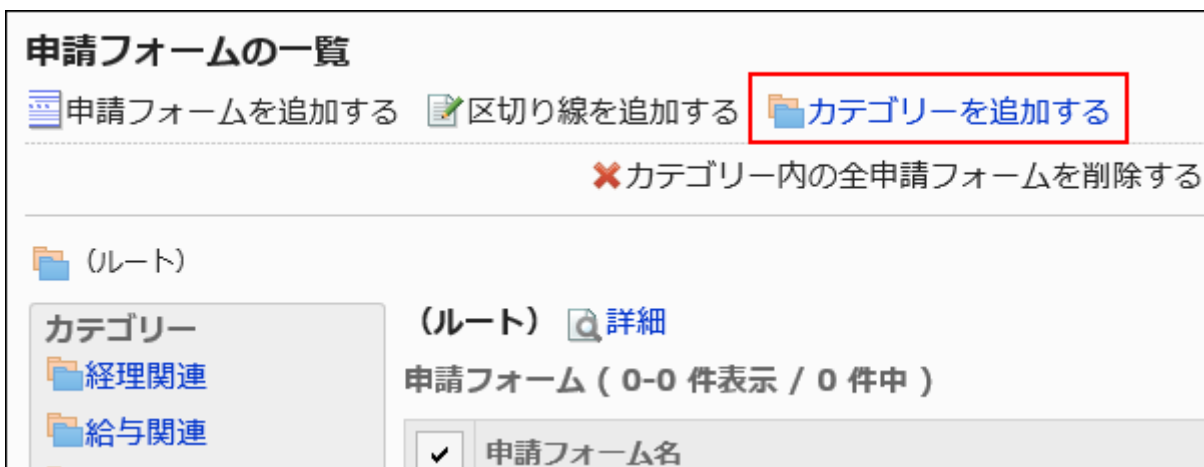 申請フォームの一覧
申請フォームを追加する 区切り線を追加する カテゴリーを追加する
カテゴリー内の全申請フォームを削除する
（ルート）
カテゴリー
経理関連
給与関連
（ルート） 詳細
申請フォーム ( 0-0 件表示 / 0 件中 )
申請フォーム名